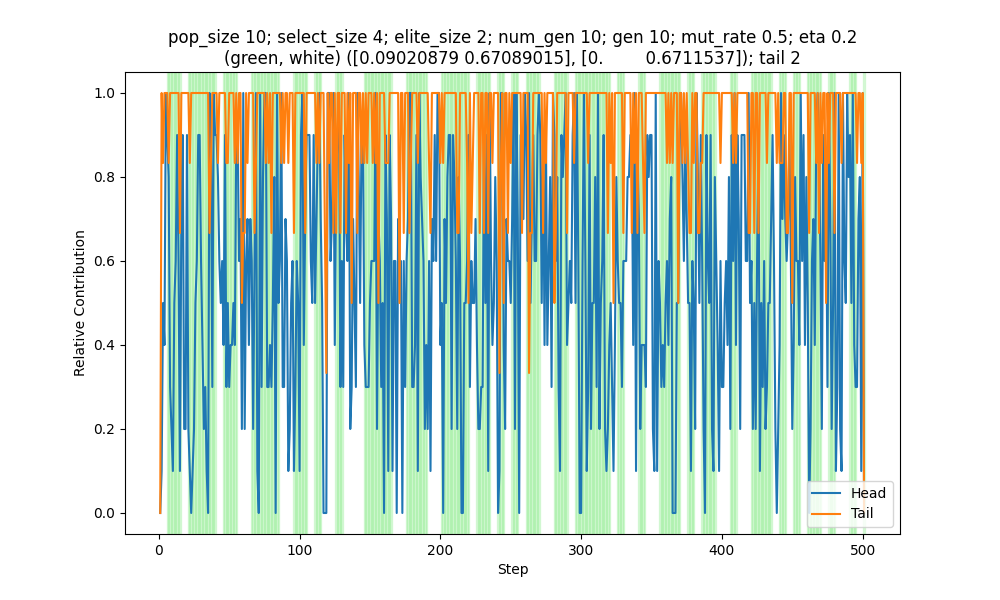 pop_size 10; select_size 4; elite_size 2; num_gen 10; gen 10; mut_rate 0.5; eta 0.2
(green, white) ([0.09020879 0.67089015], [0. 0.6711537]); tail 2
1.0
0.8
0.6
0.4
0.2
0.0
Relative Contribution
Head
Tail
0
100
200
300
400
500
Step